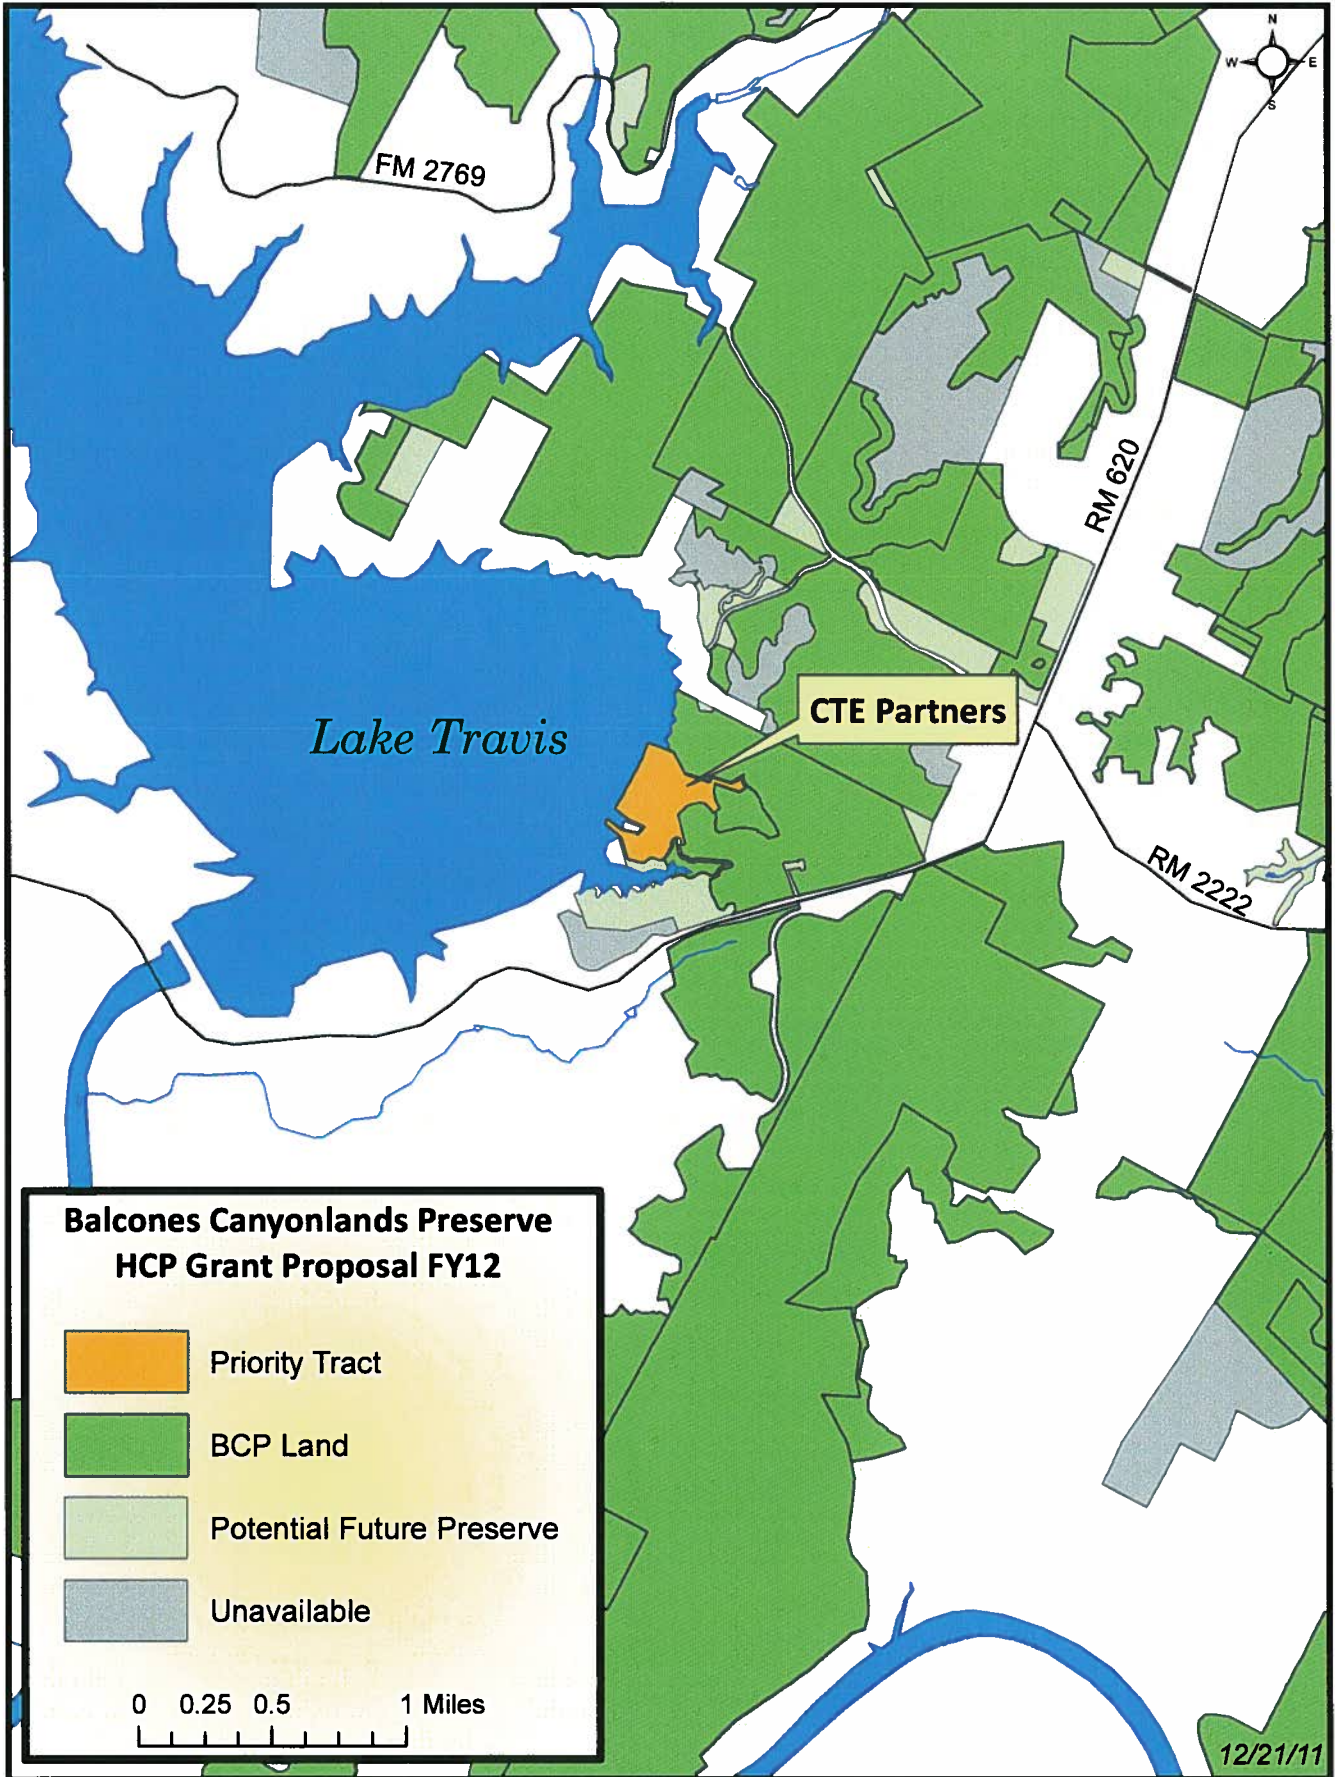 N
W E
S
FM 2769
RM 620
CTE Partners
Lake Travis
RM 2222
Balcones Canyonlands Preserve
HCP Grant Proposal FY12
Priority Tract
BCP Land
Potential Future Preserve
Unavailable
0 0.25 0.5 1 Miles
12/21/11